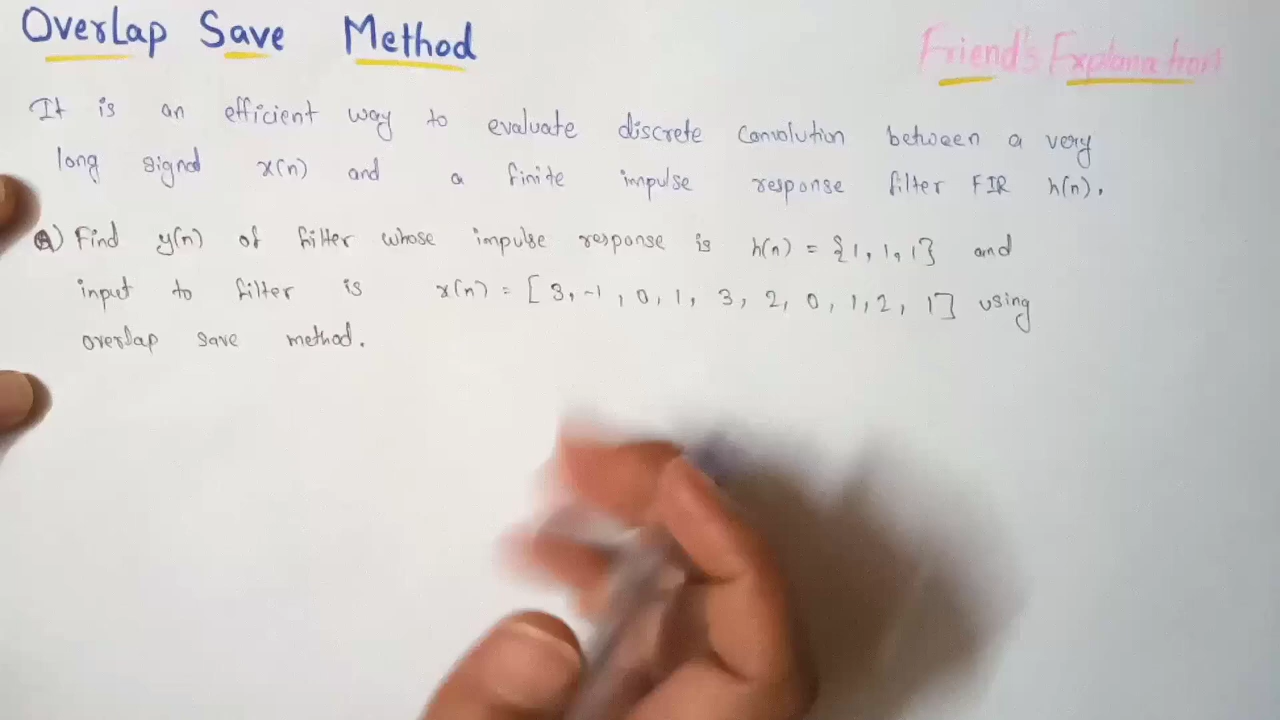 Overlap Save Method
Friend's Explanation
It is an efficient way to evaluate discrete convolution between a very
long signal x(n) and a finite impulse response filter FIR h(n).
Q) Find y(n) of filter whose impulse response is h(n) = {1, 1, 1} and
input to filter is x(n) = [3, -1, 0, 1, 3, 2, 0, 1, 2, 1] using
overlap save method.